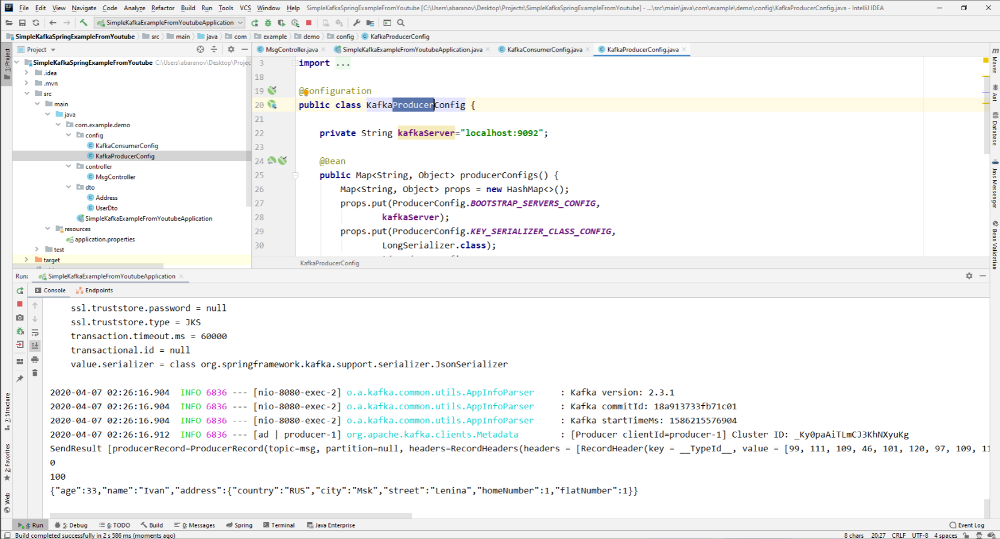 File Edit View Navigate Code Analyze Refactor Build Run Tools VCS Window Help SimpleKafkaSpringExampleFromYoutube [C:\Users\abaranov\Desktop\Projects\SimpleKafkaSpringExampleFromYoutube] - ...\src\main\java\com\example\demo\config\KafkaProducerConfig.java - IntelliJ IDEA
SimpleKafkaExampleFromYoutubeApplication
SimpleKafkaSpringExampleFromYoutube src main java com example demo config KafkaProducerConfig
Project
MsgController.java SimpleKafkaExampleFromYoutubeApplication.java KafkaConsumerConfig.java KafkaProducerConfig.java
SimpleKafkaSpringExampleFromYoutube C:\Users\abaranov\Desktop\Projec
.idea
.mvn
src
main
java
com.example.demo
config
KafkaConsumerConfig
KafkaProducerConfig
controller
MsgController
dto
Address
UserDto
SimpleKafkaExampleFromYoutubeApplication
resources
application.properties
test
target
3 import ...
18
19 @Configuration
20 public class KafkaProducerConfig {
21
22 private String kafkaServer="localhost:9092";
23
24 @Bean
25 public Map<String, Object> producerConfigs() {
26 Map<String, Object> props = new HashMap<>();
27 props.put(ProducerConfig.BOOTSTRAP_SERVERS_CONFIG,
28 kafkaServer);
29 props.put(ProducerConfig.KEY_SERIALIZER_CLASS_CONFIG,
30 LongSerializer.class);
KafkaProducerConfig
1: Project
7: Structure
2: Favorites
Web
Maven
Ant
Database
Jms Messenger
Bean Validation
Run: SimpleKafkaExampleFromYoutubeApplication
Console Endpoints
ssl.truststore.password = null
ssl.truststore.type = JKS
transaction.timeout.ms = 60000
transactional.id = null
value.serializer = class org.springframework.kafka.support.serializer.JsonSerializer
2020-04-07 02:26:16.904 INFO 6836 --- [nio-8080-exec-2] o.a.kafka.common.utils.AppInfoParser : Kafka version: 2.3.1
2020-04-07 02:26:16.904 INFO 6836 --- [nio-8080-exec-2] o.a.kafka.common.utils.AppInfoParser : Kafka commitId: 18a913733fb71c01
2020-04-07 02:26:16.904 INFO 6836 --- [nio-8080-exec-2] o.a.kafka.common.utils.AppInfoParser : Kafka startTimeMs: 1586215576904
2020-04-07 02:26:16.912 INFO 6836 --- [ad | producer-1] org.apache.kafka.clients.Metadata : [Producer clientId=producer-1] Cluster ID: _Ky0paAiTLmCJ3KhNXyuKg
SendResult [producerRecord=ProducerRecord(topic=msg, partition=null, headers=RecordHeaders(headers = [RecordHeader(key = __TypeId__, value = [99, 111, 109, 46, 101, 120, 97, 109, 11
0
100
{"age":33,"name":"Ivan","address":{"country":"RUS","city":"Msk","street":"Lenina","homeNumber":1,"flatNumber":1}}
4: Run 5: Debug 6: TODO Build 0: Messages Spring Terminal Java Enterprise Event Log
Build completed successfully in 2 s 586 ms (moments ago) 8 chars 20:27 CRLF UTF-8 4 spaces